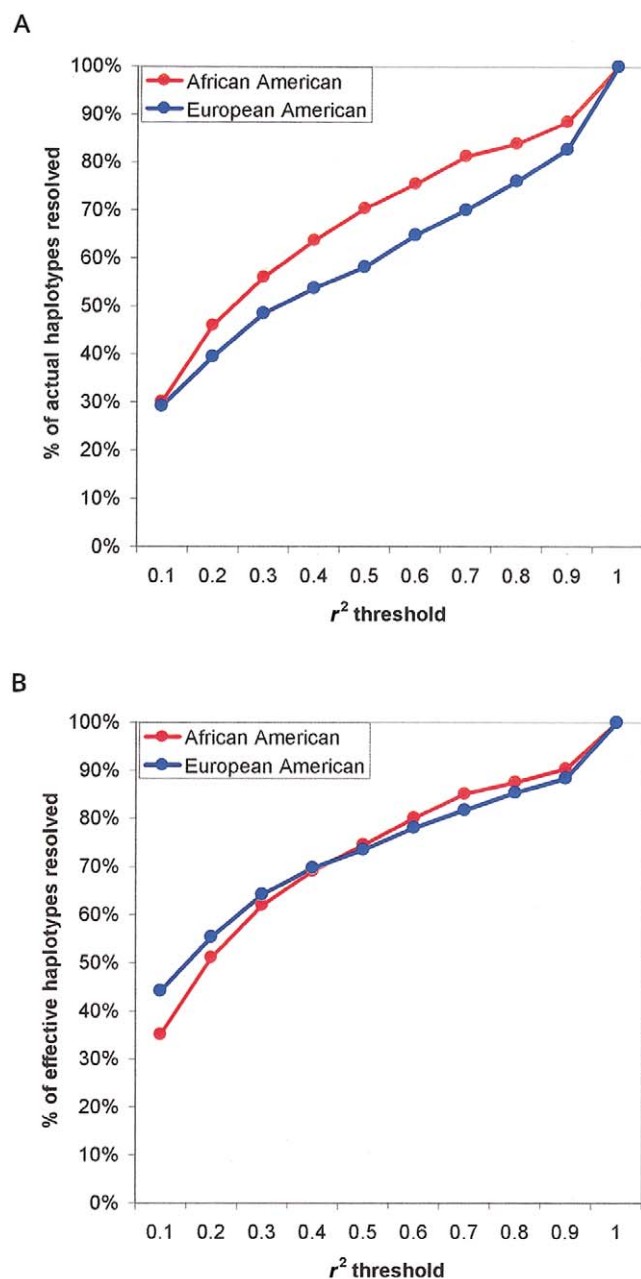 A
African American
European American
100%
90%
80%
70%
60%
50%
40%
30%
20%
10%
0%
% of actual haplotypes resolved
0.1 0.2 0.3 0.4 0.5 0.6 0.7 0.8 0.9 1
r² threshold
B
African American
European American
100%
90%
80%
70%
60%
50%
40%
30%
20%
10%
0%
% of effective haplotypes resolved
0.1 0.2 0.3 0.4 0.5 0.6 0.7 0.8 0.9 1
r² threshold